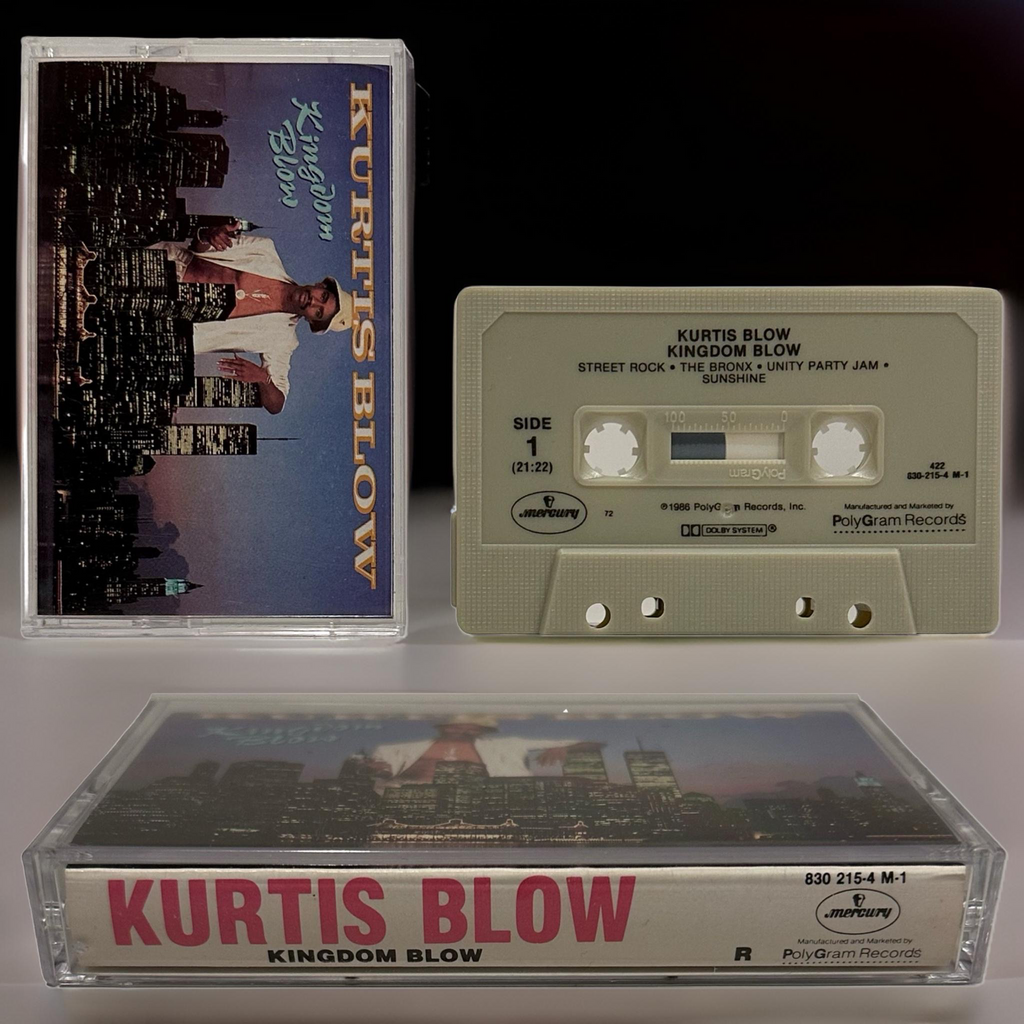 KURTIS BLOW
Kingdom
Blow
KURTIS BLOW
KINGDOM BLOW
STREET ROCK • THE BRONX • UNITY PARTY JAM •
SUNSHINE
SIDE
1
(21:22)
100 50 0
PolyGram
422
830-215-4 M-1
mercury
72
℗1986 PolyGram Records, Inc.
DOLBY SYSTEM®
Manufactured and Marketed by
PolyGram Records
Kingdom
Blow
KURTIS BLOW
KINGDOM BLOW
R
830 215-4 M-1
mercury
Manufactured and Marketed by
PolyGram Records